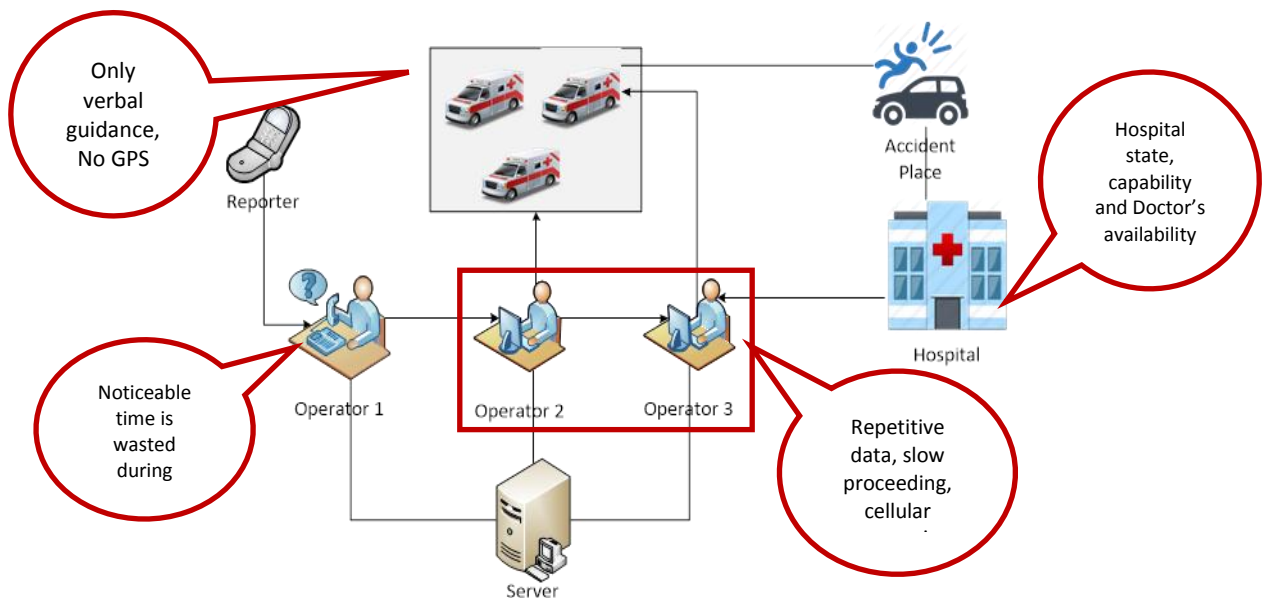 Only
verbal
guidance,
No GPS
Reporter
Accident
Place
Hospital
state,
capability
and Doctor’s
availability
?
Hospital
Noticeable
time is
wasted
during
Operator 1
Operator 2
Operator 3
Repetitive
data, slow
proceeding,
cellular
Server